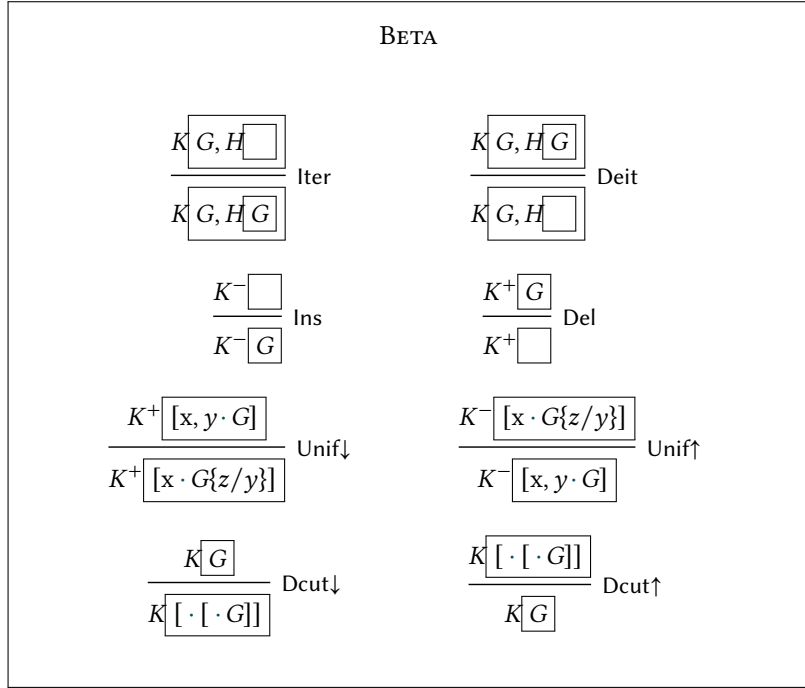 BETA
K G, H Iter K G, H G
K G, H G Deit K G, H
K⁻ Ins K⁻ G
K⁺ G Del K⁺
K⁺ [x, y · G] Unif↓ K⁺ [x · G{z/y}]
K⁻ [x · G{z/y}] Unif↑ K⁻ [x, y · G]
K G Dcut↓ K [ · [ · G]]
K [ · [ · G]] Dcut↑ K G